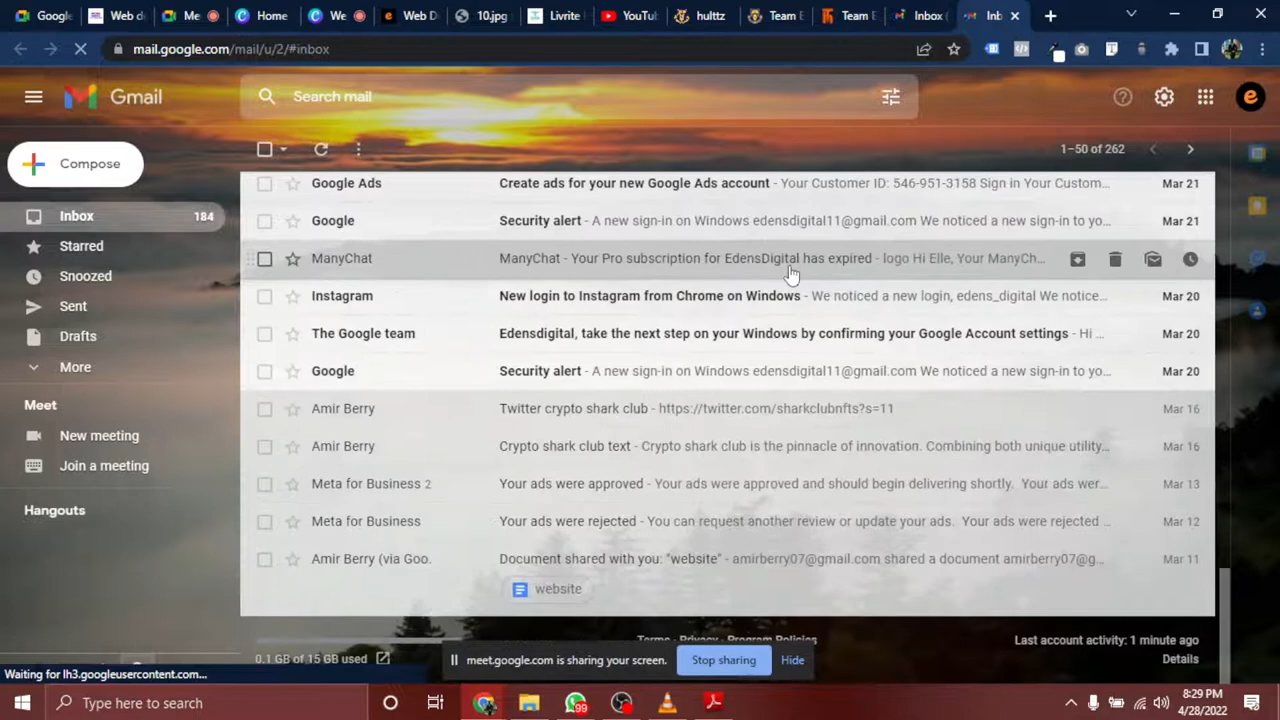 Google
Web de
Me
Home
We
Web D
10.jpg
Livrite
YouTu
hulttz
Team E
Team E
Inbox (
Inb
mail.google.com/mail/u/2/#inbox
Gmail
Search mail
e
Compose
1–50 of 262
Inbox 184
Starred
Snoozed
Sent
Drafts
More
Meet
New meeting
Join a meeting
Hangouts
Google Ads Create ads for your new Google Ads account - Your Customer ID: 546-951-3158 Sign in Your Custom... Mar 21
Google Security alert - A new sign-in on Windows edensdigital11@gmail.com We noticed a new sign-in to yo... Mar 21
ManyChat ManyChat - Your Pro subscription for EdensDigital has expired - logo Hi Elle, Your ManyCh...
Instagram New login to Instagram from Chrome on Windows - We noticed a new login, edens_digital We notice... Mar 20
The Google team Edensdigital, take the next step on your Windows by confirming your Google Account settings - Hi ... Mar 20
Google Security alert - A new sign-in on Windows edensdigital11@gmail.com We noticed a new sign-in to yo... Mar 20
Amir Berry Twitter crypto shark club - https://twitter.com/sharkclubnfts?s=11 Mar 16
Amir Berry Crypto shark club text - Crypto shark club is the pinnacle of innovation. Combining both unique utility... Mar 16
Meta for Business 2 Your ads were approved - Your ads were approved and should begin delivering shortly. Your ads wer... Mar 13
Meta for Business Your ads were rejected - You can request another review or update your ads. Your ads were rejected ... Mar 12
Amir Berry (via Goo. Document shared with you: "website" - amirberry07@gmail.com shared a document amirberry07@g... Mar 11
website
Terms · Privacy · Program Policies
Last account activity: 1 minute ago
0.1 GB of 15 GB used
Details
meet.google.com is sharing your screen. Stop sharing Hide
Waiting for lh3.googleusercontent.com...
Type here to search
99
8:29 PM
4/28/2022